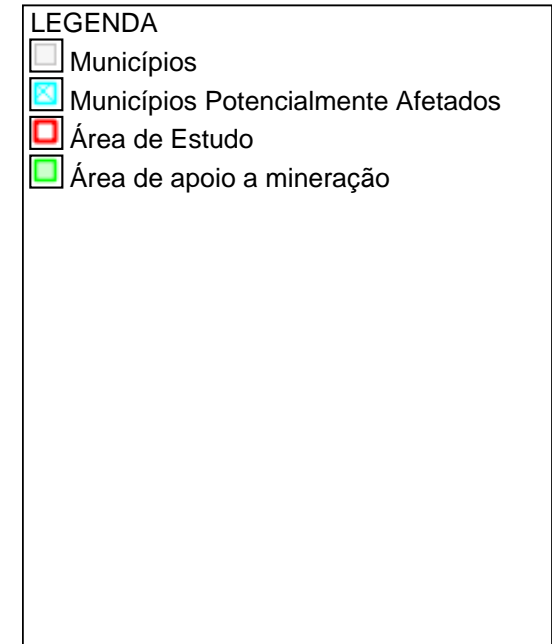 LEGENDA
Municípios
Municípios Potencialmente Afetados
Área de Estudo
Área de apoio a mineração